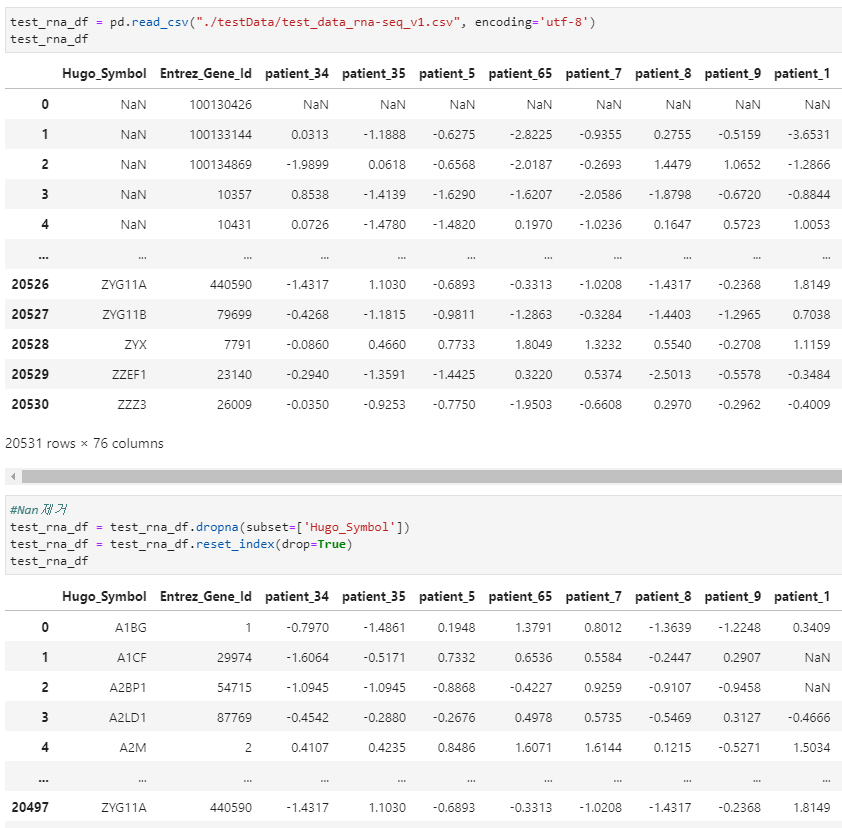 test_rna_df = pd.read_csv("./testData/test_data_rna-seq_v1.csv", encoding='utf-8')
test_rna_df
Hugo_Symbol Entrez_Gene_Id patient_34 patient_35 patient_5 patient_65 patient_7 patient_8 patient_9 patient_1
0 NaN 100130426 NaN NaN NaN NaN NaN NaN NaN NaN
1 NaN 100133144 0.0313 -1.1888 -0.6275 -2.8225 -0.9355 0.2755 -0.5159 -3.6531
2 NaN 100134869 -1.9899 0.0618 -0.6568 -2.0187 -0.2693 1.4479 1.0652 -1.2866
3 NaN 10357 0.8538 -1.4139 -1.6290 -1.6207 -2.0586 -1.8798 -0.6720 -0.8844
4 NaN 10431 0.0726 -1.4780 -1.4820 0.1970 -1.0236 0.1647 0.5723 1.0053
... ... ... ... ... ... ... ... ... ... ...
20526 ZYG11A 440590 -1.4317 1.1030 -0.6893 -0.3313 -1.0208 -1.4317 -0.2368 1.8149
20527 ZYG11B 79699 -0.4268 -1.1815 -0.9811 -1.2863 -0.3284 -1.4403 -1.2965 0.7038
20528 ZYX 7791 -0.0860 0.4660 0.7733 1.8049 1.3232 0.5540 -0.2708 1.1159
20529 ZZEF1 23140 -0.2940 -1.3591 -1.4425 0.3220 0.5374 -2.5013 -0.5578 -0.3484
20530 ZZZ3 26009 -0.0350 -0.9253 -0.7750 -1.9503 -0.6608 0.2970 -0.2962 -0.4009
20531 rows × 76 columns
#Nan 제거
test_rna_df = test_rna_df.dropna(subset=['Hugo_Symbol'])
test_rna_df = test_rna_df.reset_index(drop=True)
test_rna_df
Hugo_Symbol Entrez_Gene_Id patient_34 patient_35 patient_5 patient_65 patient_7 patient_8 patient_9 patient_1
0 A1BG 1 -0.7970 -1.4861 0.1948 1.3791 0.8012 -1.3639 -1.2248 0.3409
1 A1CF 29974 -1.6064 -0.5171 0.7332 0.6536 0.5584 -0.2447 0.2907 NaN
2 A2BP1 54715 -1.0945 -1.0945 -0.8868 -0.4227 0.9259 -0.9107 -0.9458 NaN
3 A2LD1 87769 -0.4542 -0.2880 -0.2676 0.4978 0.5735 -0.5469 0.3127 -0.4666
4 A2M 2 0.4107 0.4235 0.8486 1.6071 1.6144 0.1215 -0.5271 1.5034
... ... ... ... ... ... ... ... ... ... ...
20497 ZYG11A 440590 -1.4317 1.1030 -0.6893 -0.3313 -1.0208 -1.4317 -0.2368 1.8149